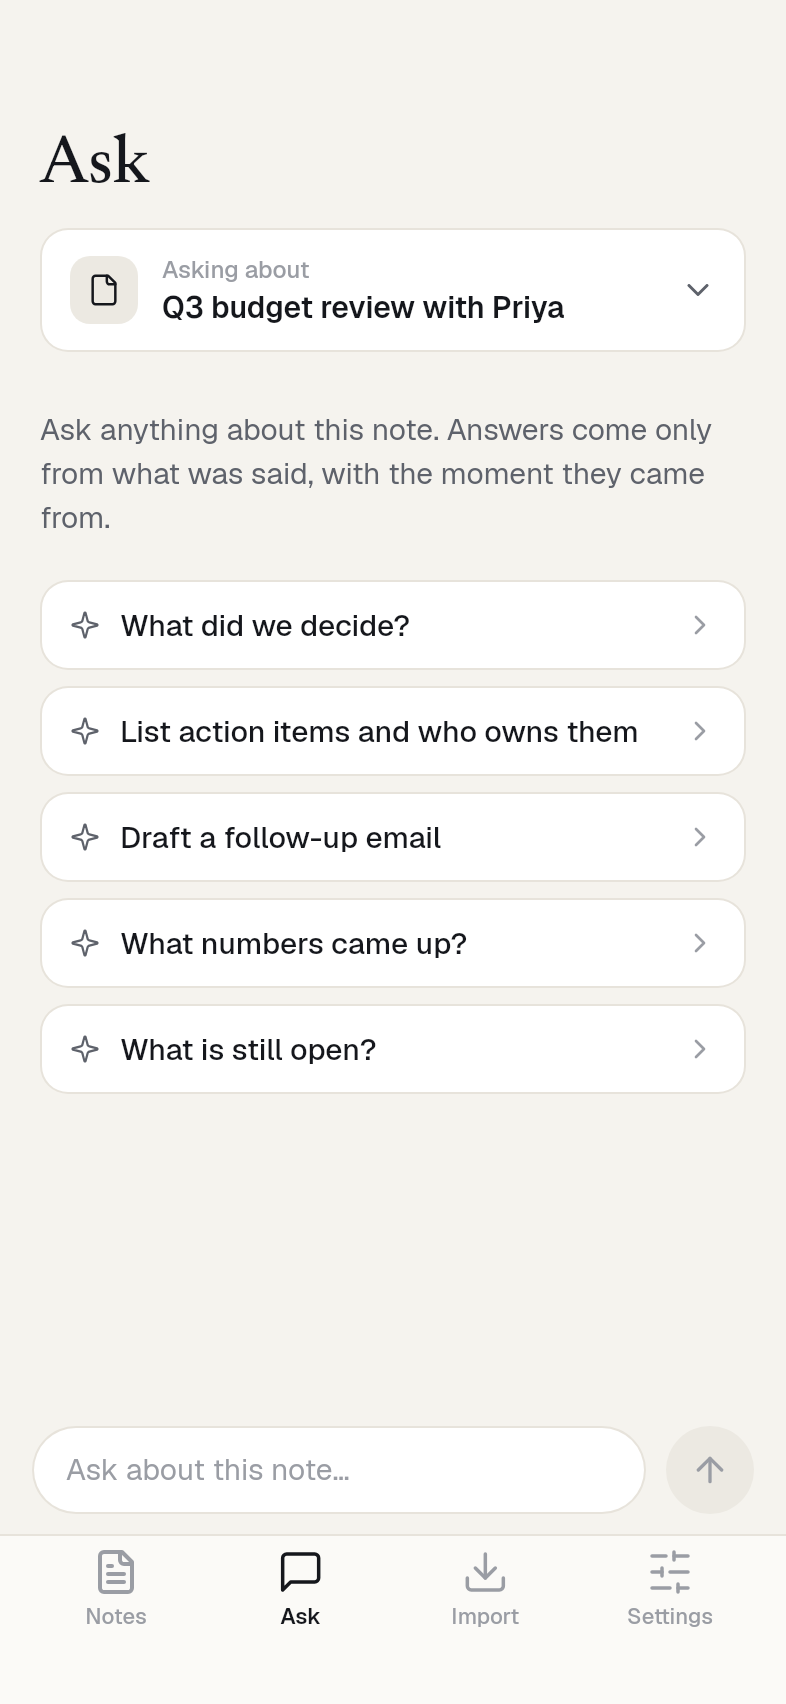 Ask
Asking about
Q3 budget review with Priya
Ask anything about this note. Answers come only
from what was said, with the moment they came
from.
What did we decide?
List action items and who owns them
Draft a follow-up email
What numbers came up?
What is still open?
Ask about this note…
Notes
Ask
Import
Settings